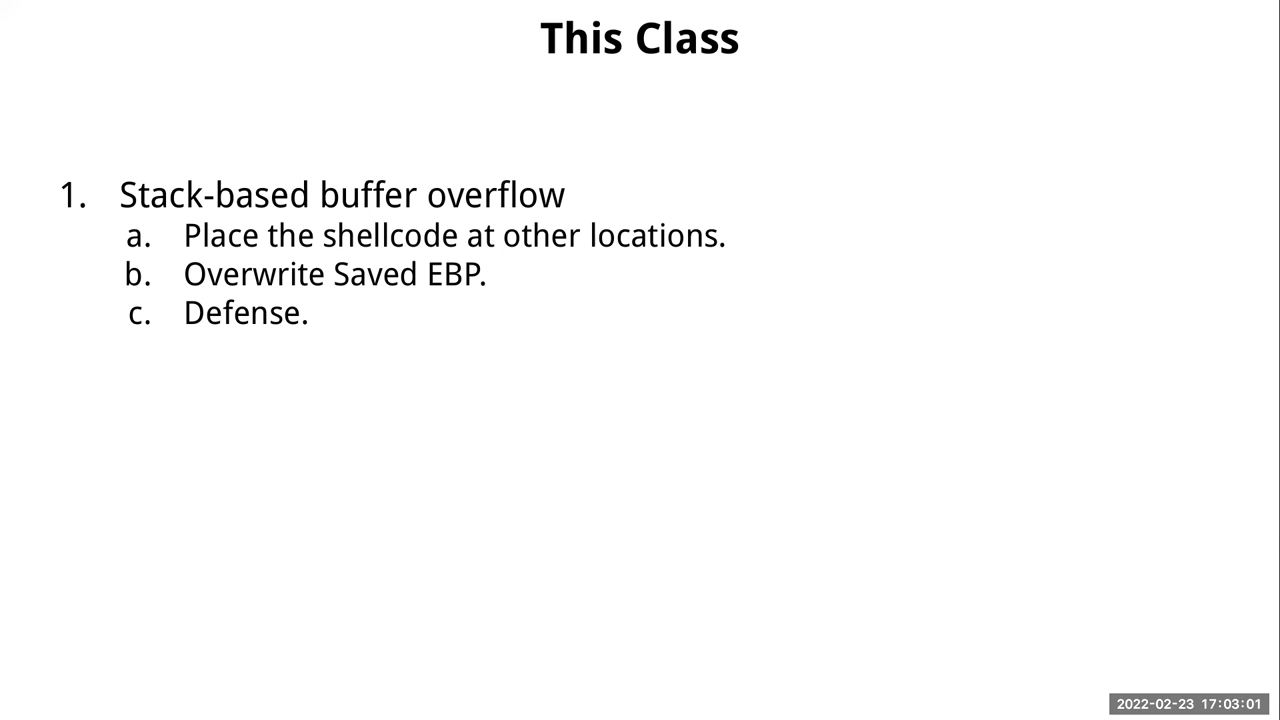 This Class
1. Stack-based buffer overflow
a. Place the shellcode at other locations.
b. Overwrite Saved EBP.
c. Defense.
2022-02-23 17:03:01